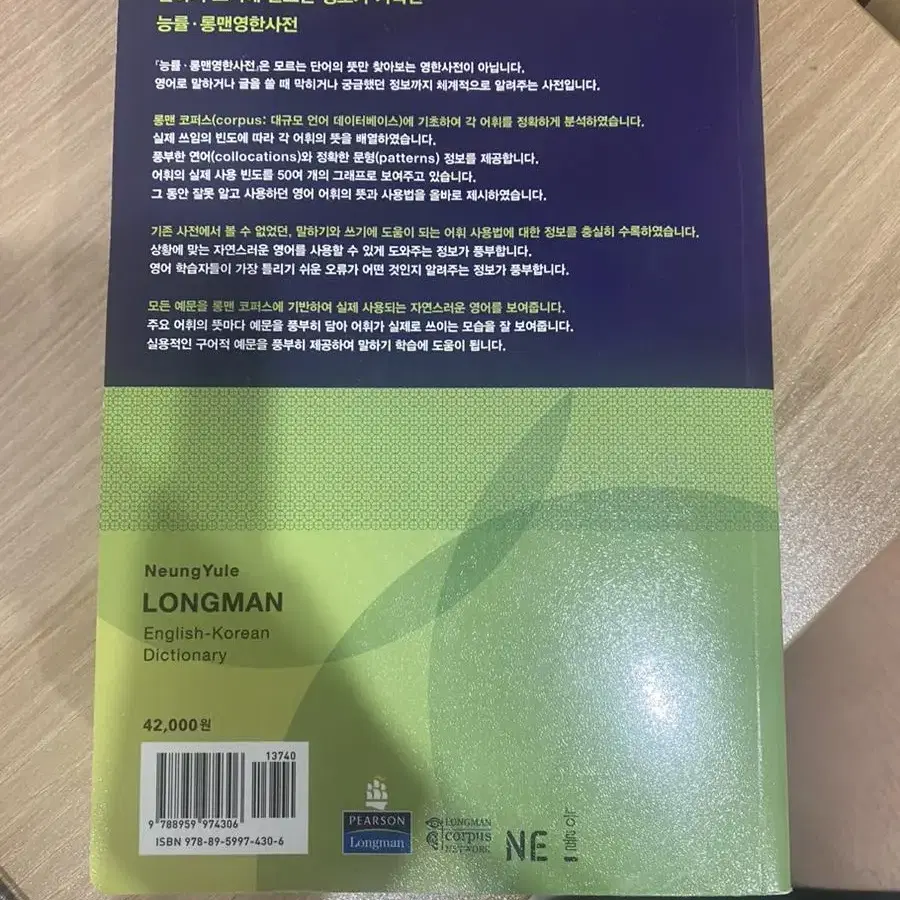 능률·롱맨영한사전
『능률·롱맨영한사전』은 모르는 단어의 뜻만 찾아보는 영한사전이 아닙니다.
영어로 말하거나 글을 쓸 때 막히거나 궁금했던 정보까지 체계적으로 알려주는 사전입니다.
롱맨 코퍼스(corpus: 대규모 언어 데이터베이스)에 기초하여 각 어휘를 정확하게 분석하였습니다.
실제 쓰임의 빈도에 따라 각 어휘의 뜻을 배열하였습니다.
풍부한 연어(collocations)와 정확한 문형(patterns) 정보를 제공합니다.
어휘의 실제 사용 빈도를 50여 개의 그래프로 보여주고 있습니다.
그 동안 잘못 알고 사용하던 영어 어휘의 뜻과 사용법을 올바로 제시하였습니다.
기존 사전에서 볼 수 없었던, 말하기와 쓰기에 도움이 되는 어휘 사용법에 대한 정보를 충실히 수록하였습니다.
상황에 맞는 자연스러운 영어를 사용할 수 있게 도와주는 정보가 풍부합니다.
영어 학습자들이 가장 틀리기 쉬운 오류가 어떤 것인지 알려주는 정보가 풍부합니다.
모든 예문을 롱맨 코퍼스에 기반하여 실제 사용되는 자연스러운 영어를 보여줍니다.
주요 어휘의 뜻마다 예문을 풍부히 담아 어휘가 실제로 쓰이는 모습을 잘 보여줍니다.
실용적인 구어적 예문을 풍부히 제공하여 말하기 학습에 도움이 됩니다.
NeungYule
LONGMAN
English-Korean
Dictionary
42,000원
13740
9 788959 974306
ISBN 978-89-5997-430-6
PEARSON
Longman
LONGMAN
corpus
NETWORK
NE 능률